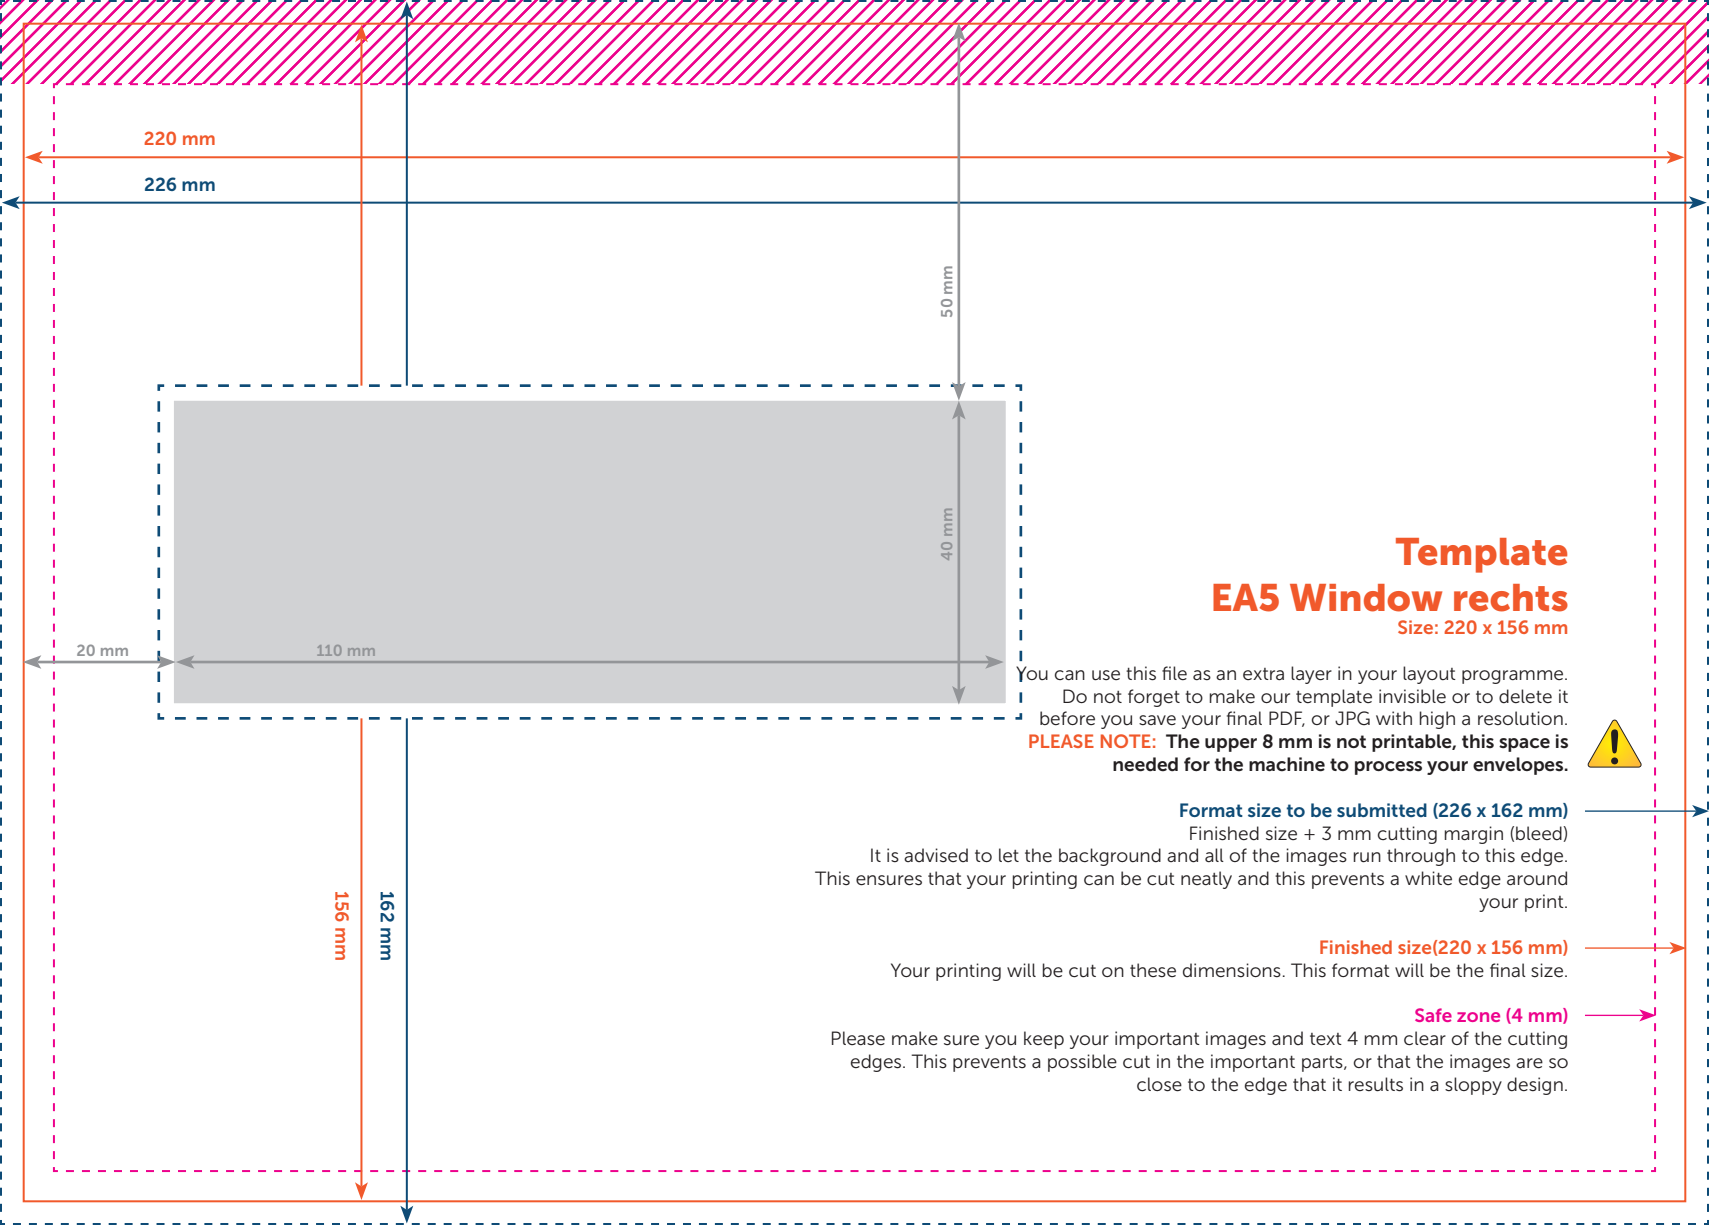 220 mm
226 mm
50 mm
40 mm
20 mm
110 mm
156 mm
162 mm
Template
EA5 Window rechts
Size: 220 x 156 mm
You can use this file as an extra layer in your layout programme.
Do not forget to make our template invisible or to delete it
before you save your final PDF, or JPG with high a resolution.
PLEASE NOTE: The upper 8 mm is not printable, this space is
needed for the machine to process your envelopes.
Format size to be submitted (226 x 162 mm)
Finished size + 3 mm cutting margin (bleed)
It is advised to let the background and all of the images run through to this edge.
This ensures that your printing can be cut neatly and this prevents a white edge around
your print.
Finished size(220 x 156 mm)
Your printing will be cut on these dimensions. This format will be the final size.
Safe zone (4 mm)
Please make sure you keep your important images and text 4 mm clear of the cutting
edges. This prevents a possible cut in the important parts, or that the images are so
close to the edge that it results in a sloppy design.